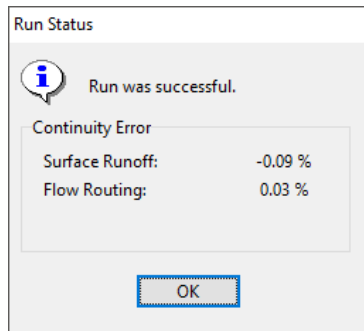 Run Status
Run was successful.
Continuity Error
Surface Runoff: -0.09 %
Flow Routing: 0.03 %
OK